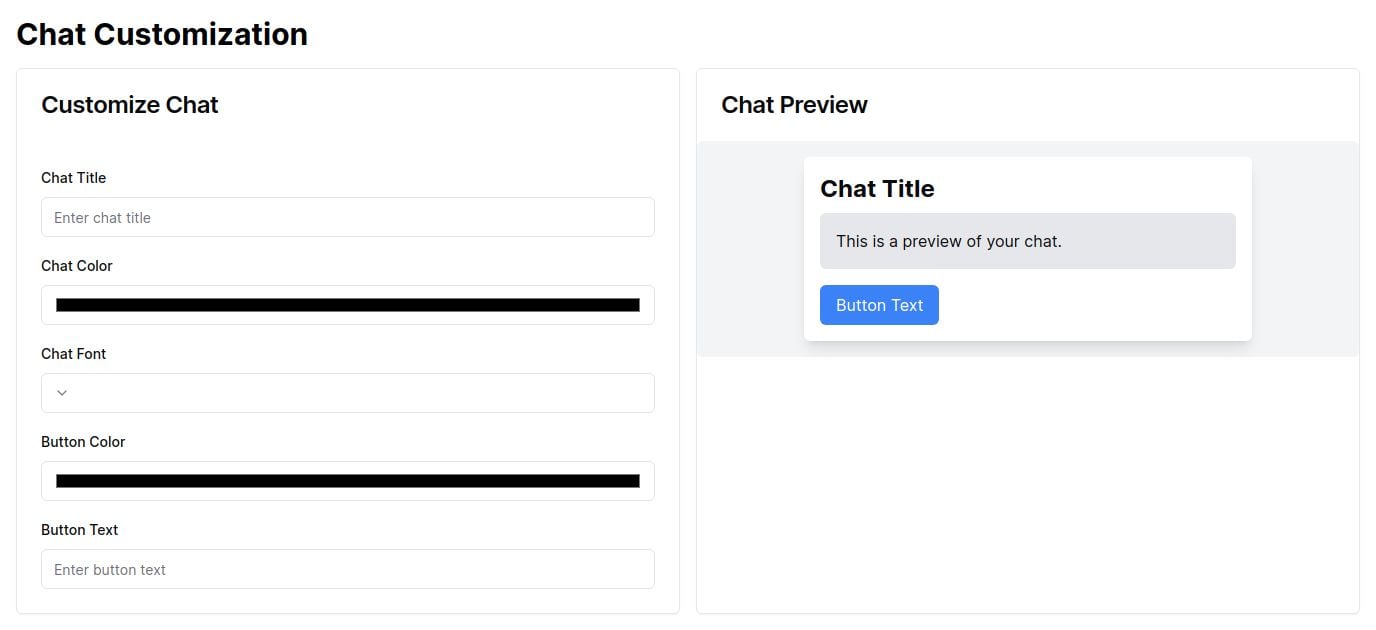 Chat Customization
Customize Chat
Chat Title
Enter chat title
Chat Color
Chat Font
Button Color
Button Text
Enter button text
Chat Preview
Chat Title
This is a preview of your chat.
Button Text